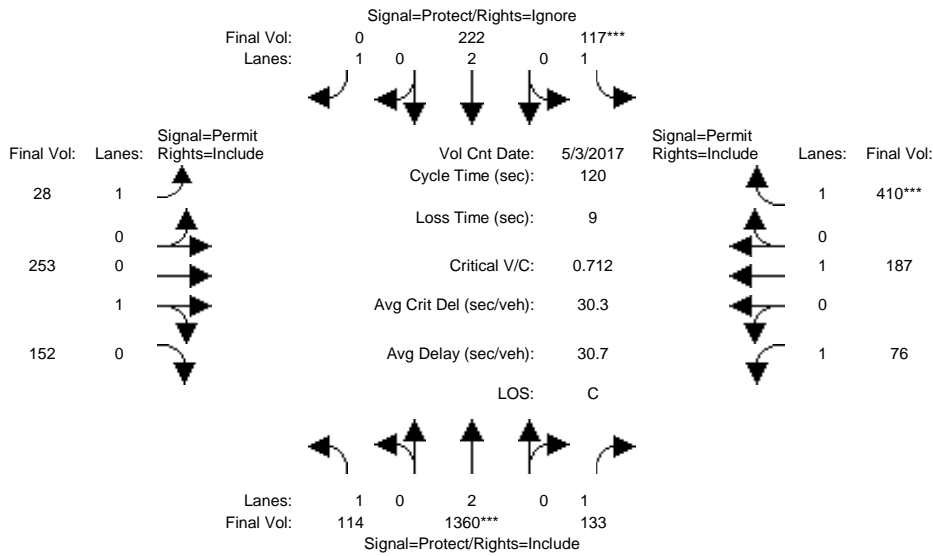 Signal=Protect/Rights=Ignore
Final Vol: 0 222 117***
Lanes: 1 0 2 0 1
Signal=Permit
Final Vol: Lanes: Rights=Include
Vol Cnt Date: 5/3/2017
Signal=Permit
Rights=Include Lanes: Final Vol:
Cycle Time (sec): 120
28 1
1 410***
Loss Time (sec): 9
0
0
253 0
Critical V/C: 0.712
1 187
1
Avg Crit Del (sec/veh): 30.3
0
152 0
Avg Delay (sec/veh): 30.7
1 76
LOS: C
Lanes: 1 0 2 0 1
Final Vol: 114 1360*** 133
Signal=Protect/Rights=Include